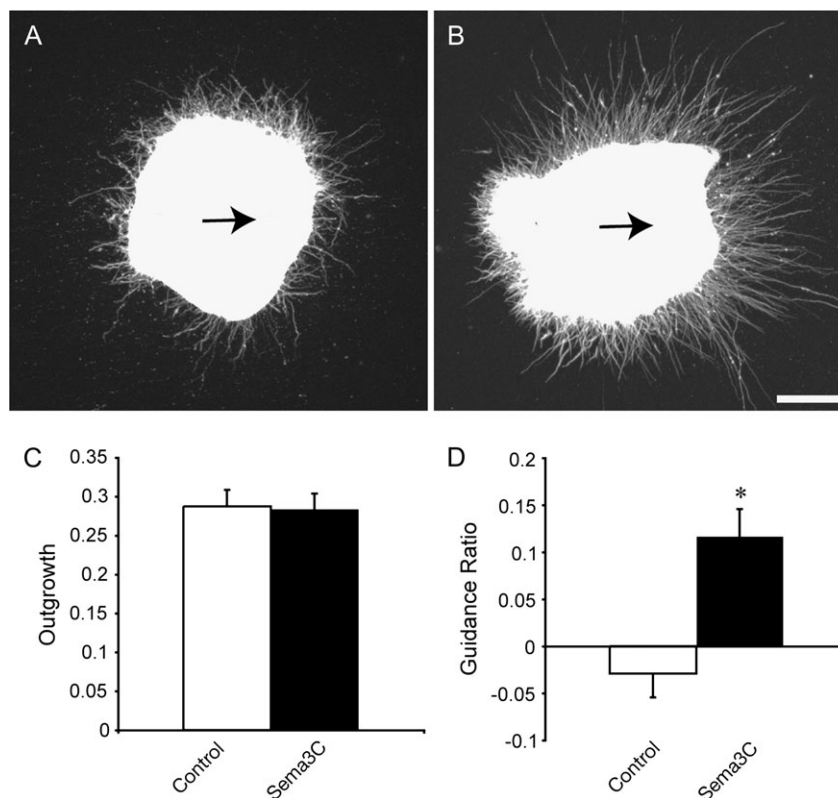 A
B
C
0.35
0.3
0.25
0.2
0.15
0.1
0.05
0
Outgrowth
Control
Sema3C
D
0.2
0.15
0.1
0.05
0
-0.05
-0.1
Guidance Ratio
*
Control
Sema3C